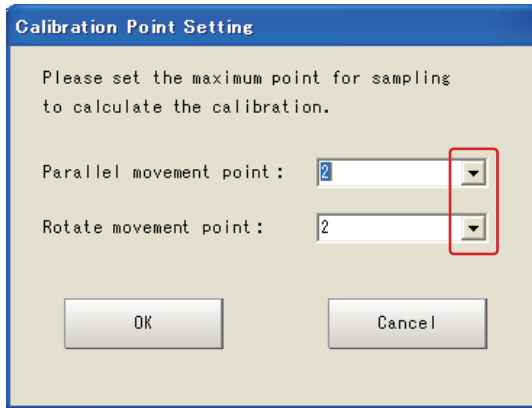 Calibration Point Setting
Please set the maximum point for sampling
to calculate the calibration.
Parallel movement point: 2
Rotate movement point: 2
OK Cancel